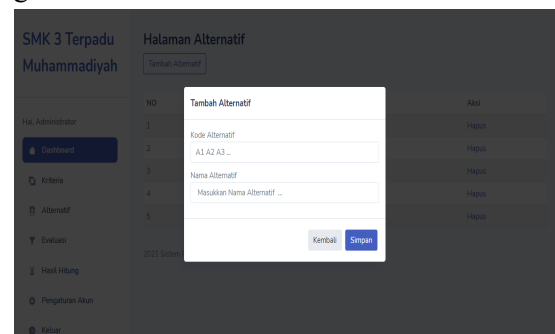 SMK 3 Terpadu
Muhammadiyah
Hai, Administrator
Dashboard
Kriteria
Alternatif
Evaluasi
Hasil Hitung
Pengaturan Akun
Keluar
Halaman Alternatif
Tambah Alternatif
NO
Aksi
1
Hapus
2
Hapus
3
Hapus
4
Hapus
5
Hapus
Tambah Alternatif
Kode Alternatif
A1 A2 A3 ...
Nama Alternatif
Masukkan Nama Alternatif ...
Kembali
Simpan
Sistem